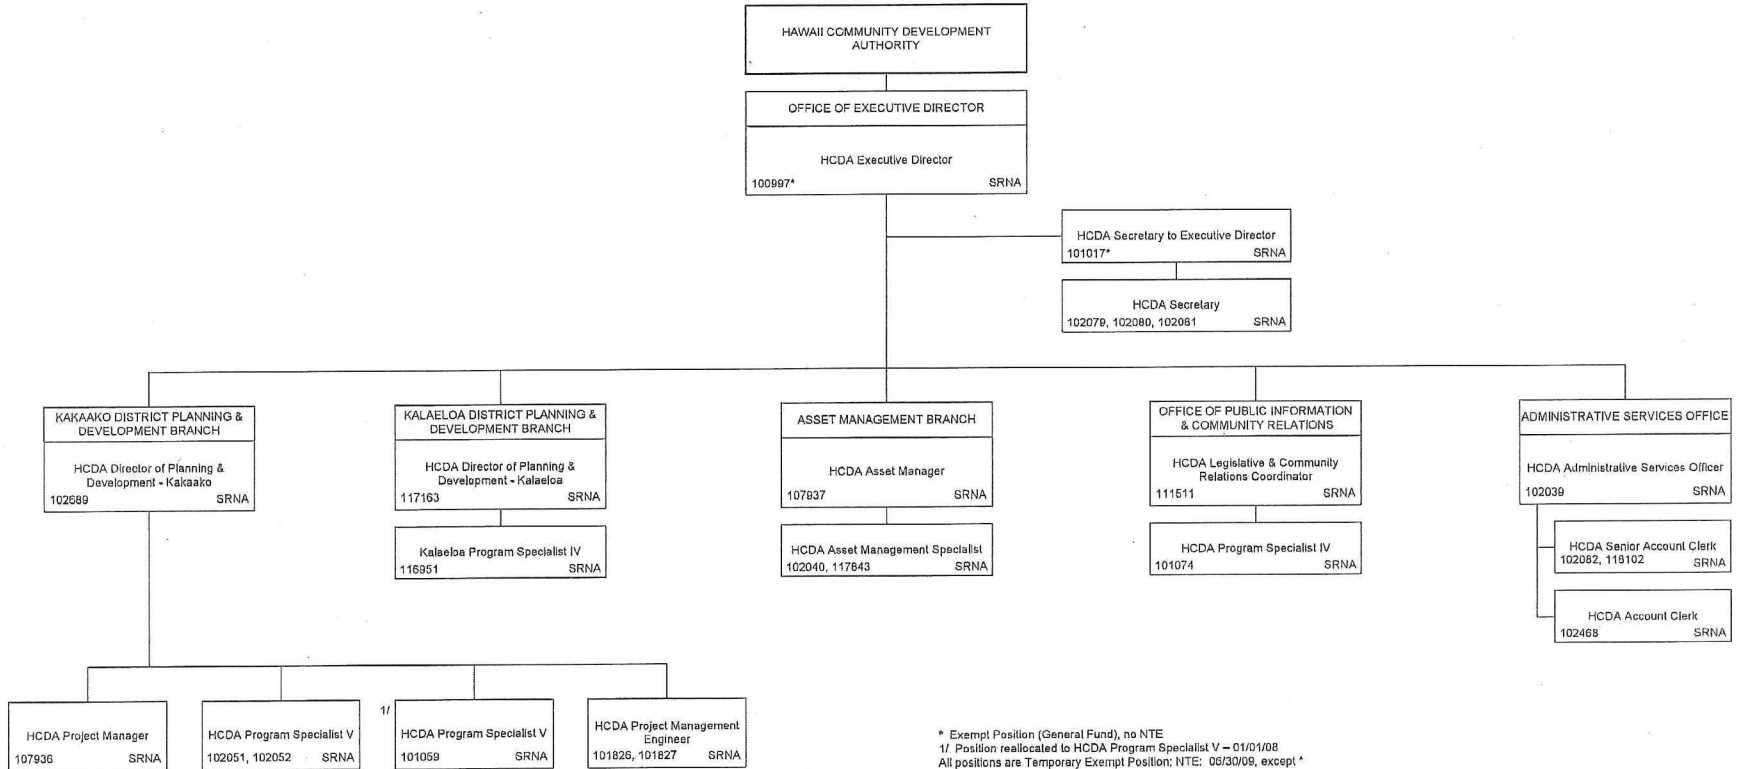 HAWAII COMMUNITY DEVELOPMENT
AUTHORITY
OFFICE OF EXECUTIVE DIRECTOR
HCDA Executive Director
100997* SRNA
HCDA Secretary to Executive Director
101017* SRNA
HCDA Secretary
102079, 102080, 102081 SRNA
KAKAAKO DISTRICT PLANNING &
DEVELOPMENT BRANCH
HCDA Director of Planning &
Development - Kakaako
102689 SRNA
KALAELOA DISTRICT PLANNING &
DEVELOPMENT BRANCH
HCDA Director of Planning &
Development - Kalaeloa
117163 SRNA
Kalaeloa Program Specialist IV
116951 SRNA
ASSET MANAGEMENT BRANCH
HCDA Asset Manager
107937 SRNA
HCDA Asset Management Specialist
102040, 117843 SRNA
OFFICE OF PUBLIC INFORMATION
& COMMUNITY RELATIONS
HCDA Legislative & Community
Relations Coordinator
111511 SRNA
HCDA Program Specialist IV
101074 SRNA
ADMINISTRATIVE SERVICES OFFICE
HCDA Administrative Services Officer
102039 SRNA
HCDA Senior Account Clerk
102082, 118102 SRNA
HCDA Account Clerk
102468 SRNA
HCDA Project Manager
107936 SRNA
HCDA Program Specialist V
102051, 102052 SRNA
1/
HCDA Program Specialist V
101059 SRNA
HCDA Project Management
Engineer
101826, 101827 SRNA
* Exempt Position (General Fund), no NTE
1/ Position reallocated to HCDA Program Specialist V – 01/01/08
All positions are Temporary Exempt Position; NTE: 06/30/09, except *